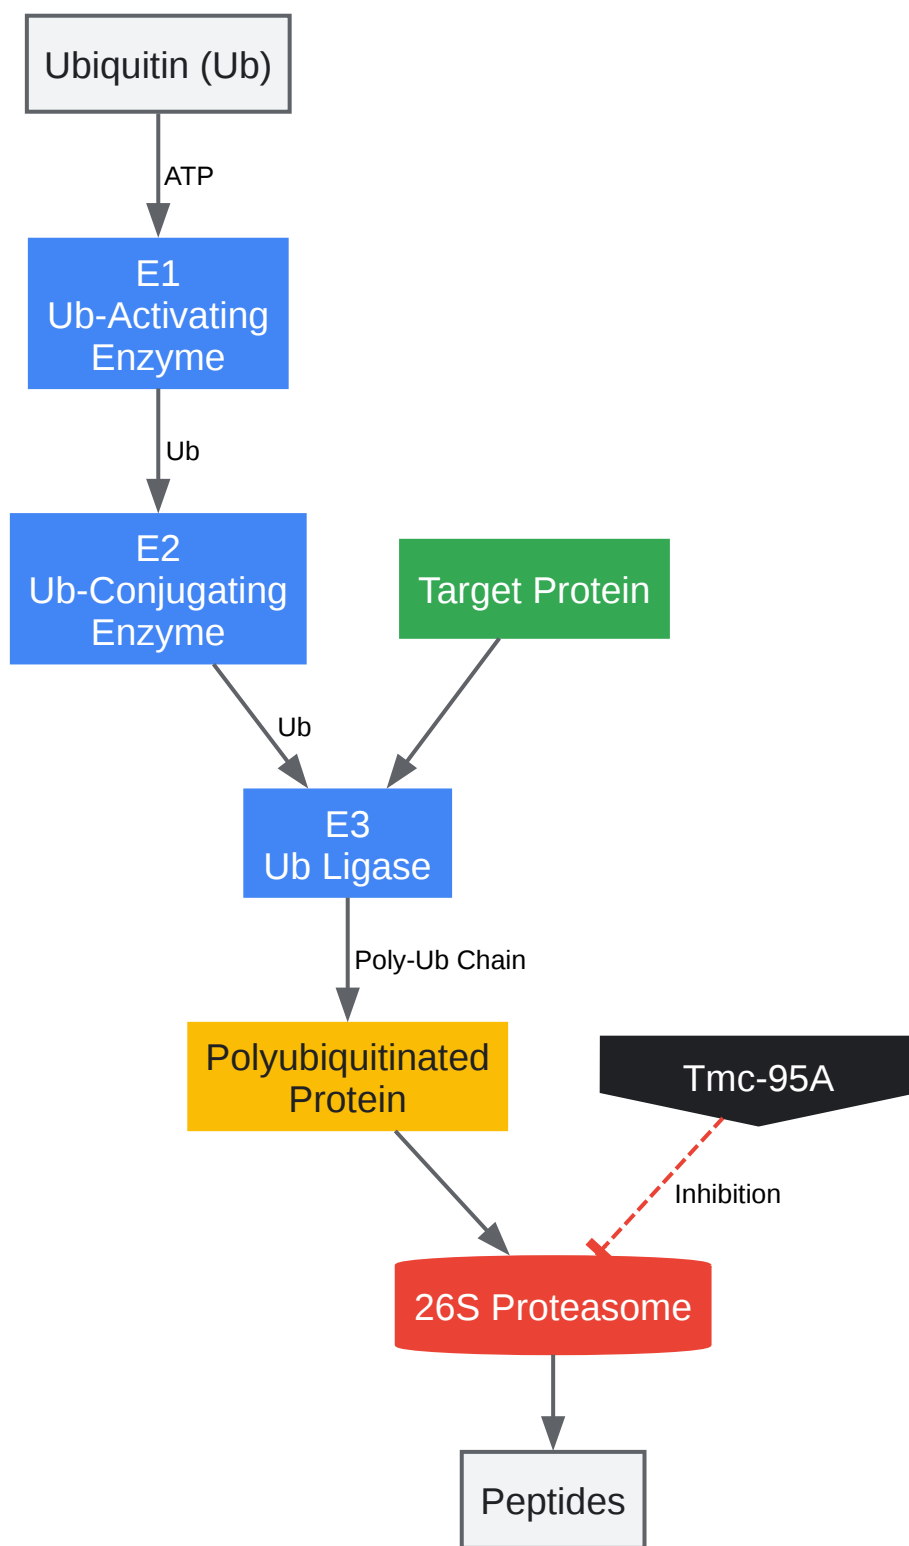 Ubiquitin (Ub)
ATP
E1
Ub-Activating
Enzyme
Ub
E2
Ub-Conjugating
Enzyme
Target Protein
Ub
E3
Ub Ligase
Poly-Ub Chain
Polyubiquitinated
Protein
Tmc-95A
Inhibition
26S Proteasome
Peptides